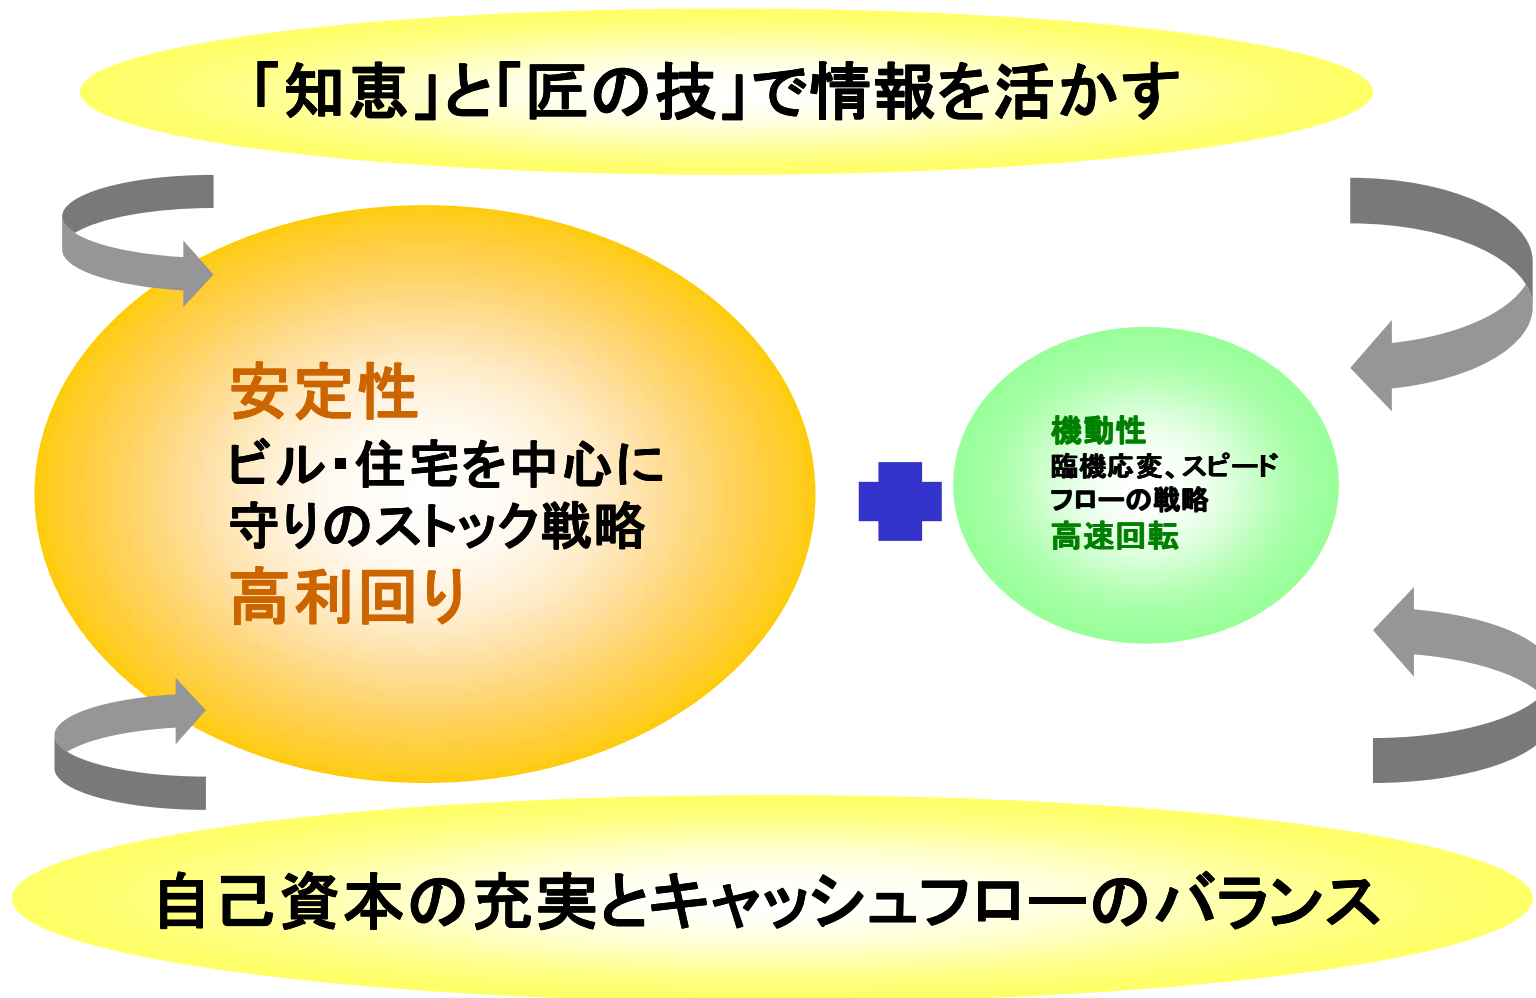 「知恵」と「匠の技」で情報を活かす
安定性
ビル・住宅を中心に
守りのストック戦略
高利回り
機動性
臨機応変、スピード
フローの戦略
高速回転
自己資本の充実とキャッシュフローのバランス